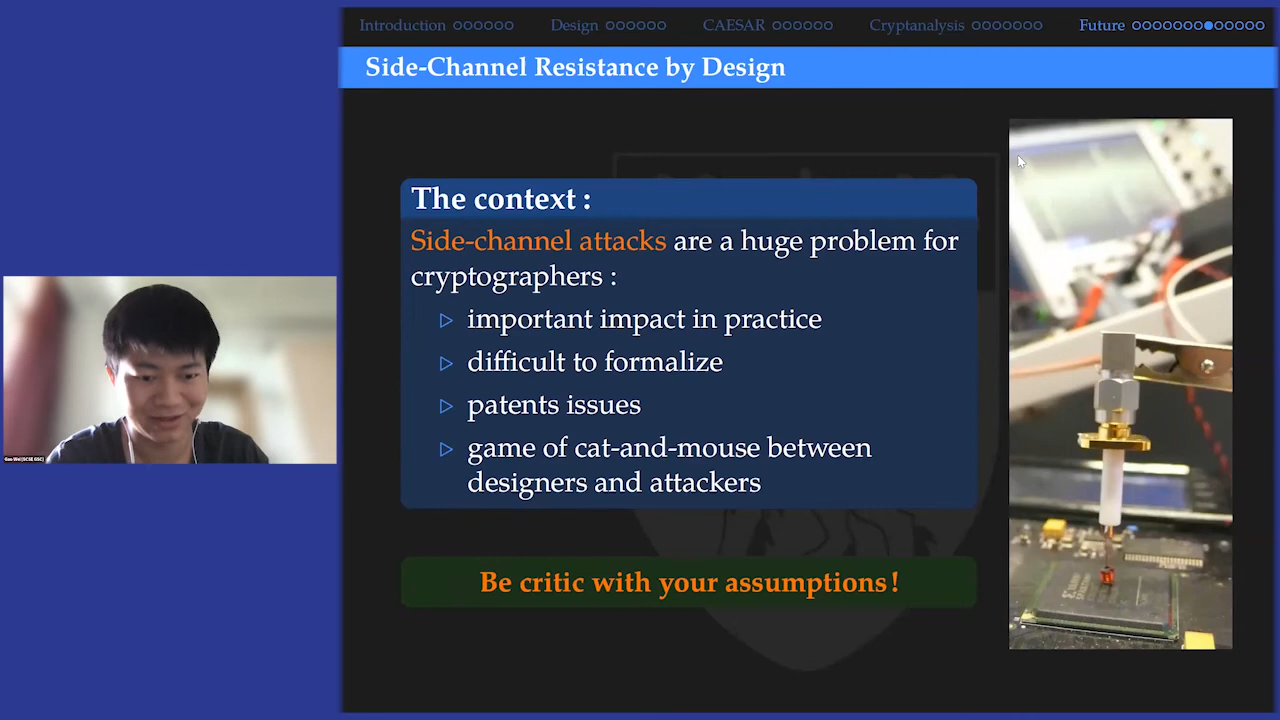 Introduction
Design
CAESAR
Cryptanalysis
Future
Side-Channel Resistance by Design
The context :
Side-channel attacks are a huge problem for
cryptographers :
important impact in practice
difficult to formalize
patents issues
game of cat-and-mouse between
designers and attackers
Be critic with your assumptions !